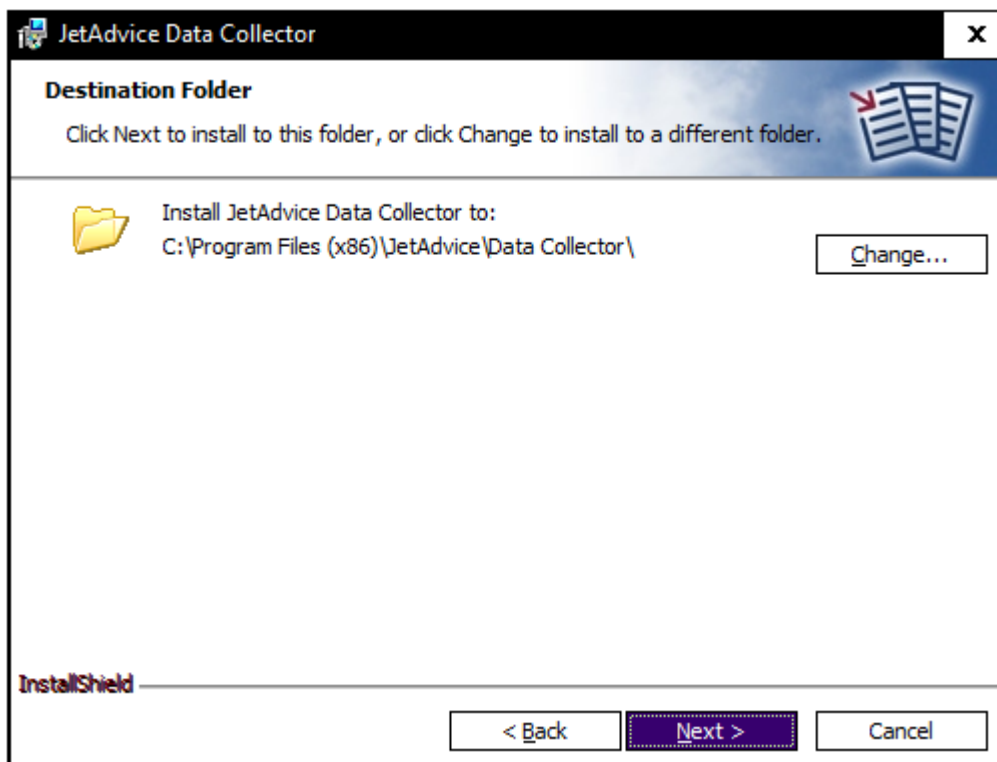 JetAdvice Data Collector
x
Destination Folder
Click Next to install to this folder, or click Change to install to a different folder.
Install JetAdvice Data Collector to:
C:\Program Files (x86)\JetAdvice\Data Collector\
Change...
InstallShield
< Back
Next >
Cancel